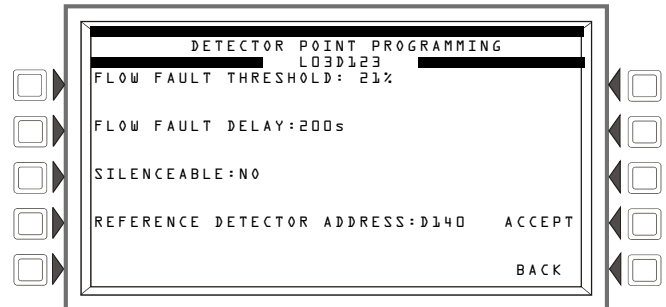 DETECTOR POINT PROGRAMMING
L03D123
FLOW FAULT THRESHOLD: 21%
FLOW FAULT DELAY:200s
SILENCEABLE:NO
REFERENCE DETECTOR ADDRESS:D140 ACCEPT
BACK